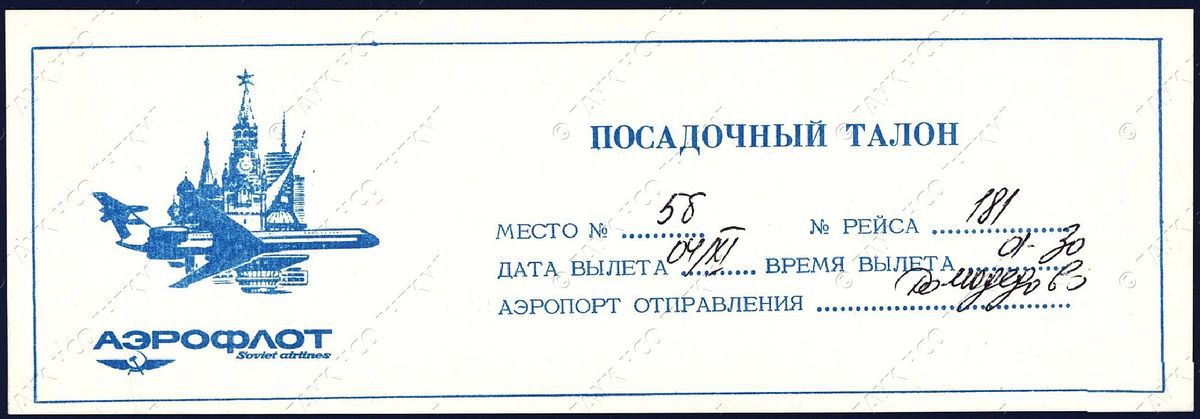 ПОСАДОЧНЫЙ ТАЛОН
МЕСТО № 5б № РЕЙСА 181
ДАТА ВЫЛЕТА 04/XI ВРЕМЯ ВЫЛЕТА 01-30
АЭРОПОРТ ОТПРАВЛЕНИЯ Домодедово
АЭРОФЛОТ
Soviet airlines